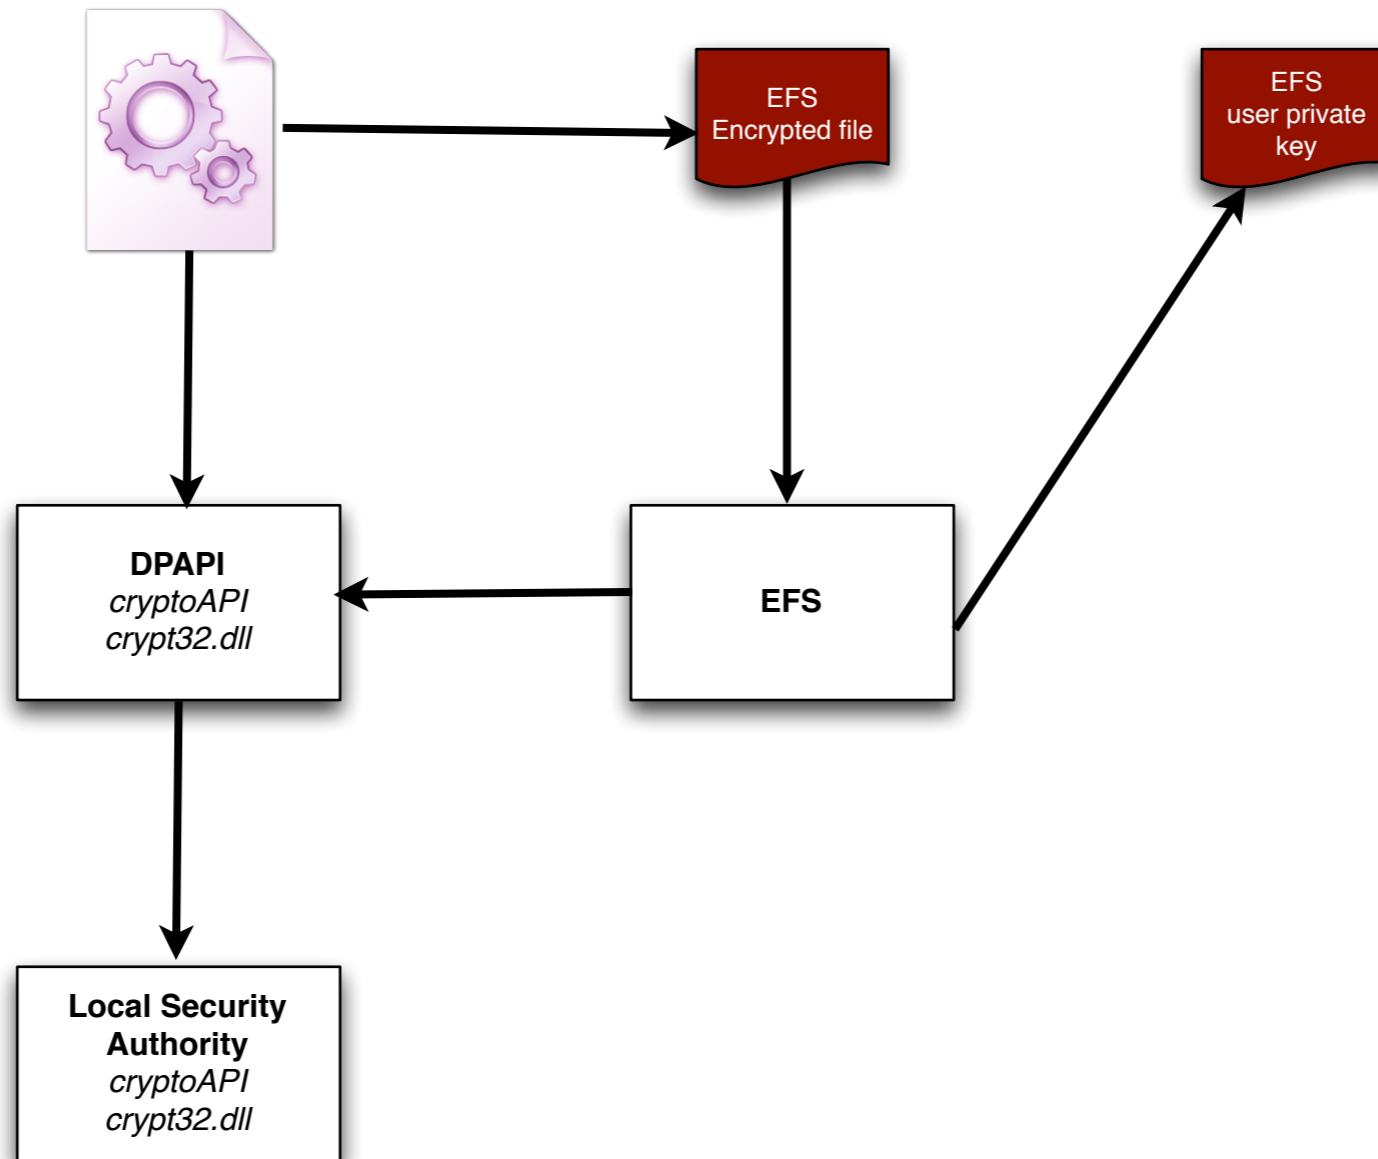 EFS
Encrypted file
EFS
user private
key
DPAPI
cryptoAPI
crypt32.dll
EFS
Local Security
Authority
cryptoAPI
crypt32.dll